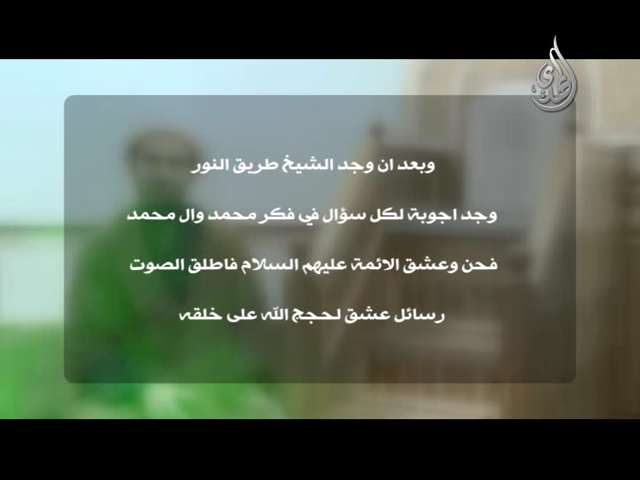 وبعد ان وجد الشيخ طريق النور
وجد اجوبة لكل سؤال في فكر محمد وال محمد
فحن وعشق الائمة عليهم السلام فاطلق الصوت
رسائل عشق لحجج الله على خلقه